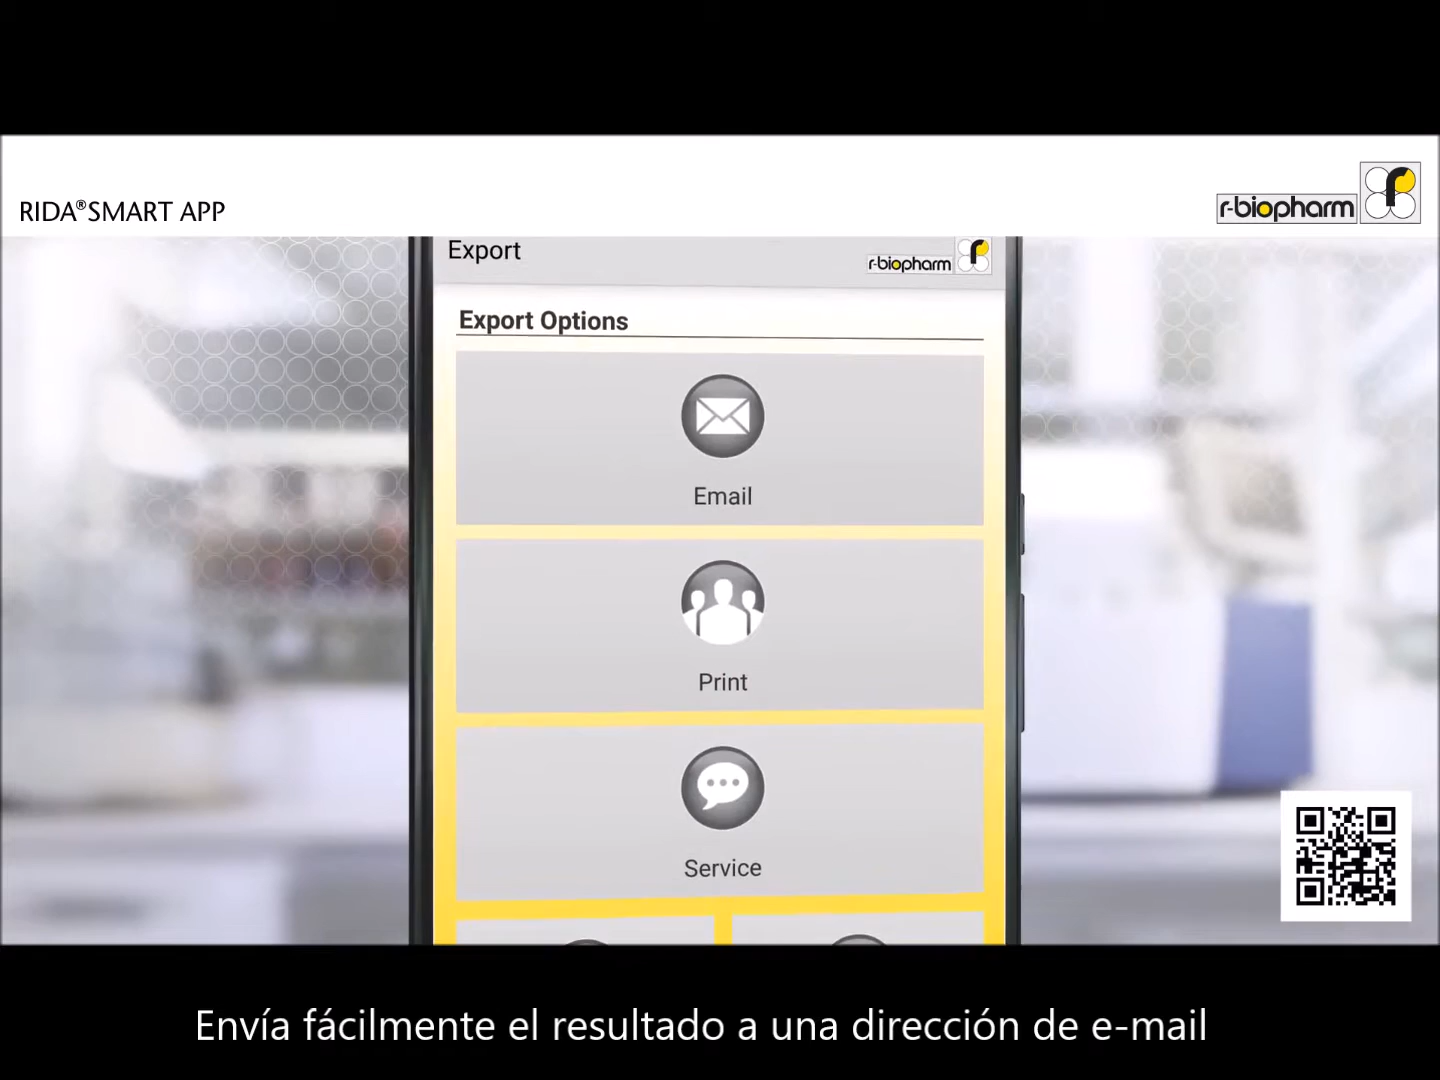 RIDA®SMART APP
r-biopharm
Export
r-biopharm
Export Options
Email
Print
Service
Envía fácilmente el resultado a una dirección de e-mail